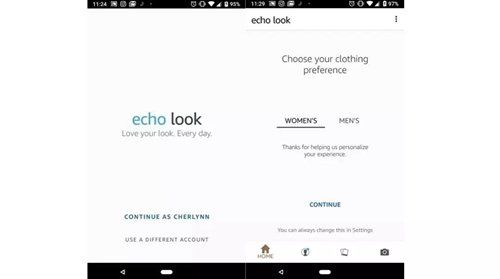 11:24
95%
echo look
Love your look. Every day.
CONTINUE AS CHERLYNN
USE A DIFFERENT ACCOUNT
11:29
97%
echo look
Choose your clothing
preference
WOMEN'S MEN'S
Thanks for helping us personalize
your experience.
CONTINUE
You can always change this in Settings
HOME